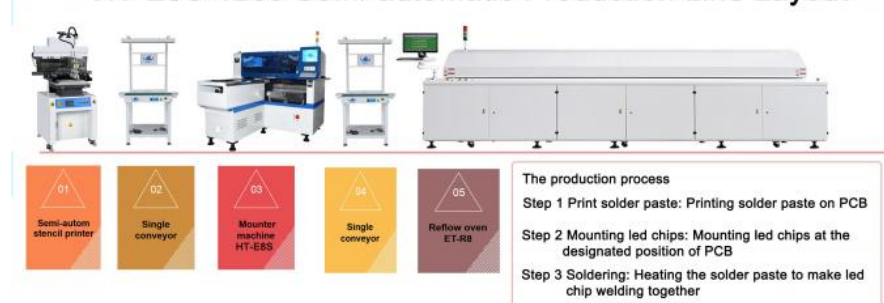 01
Semi-autom
stencil printer
02
Single
conveyor
03
Mounter
machine
HT-E8S
04
Single
conveyor
05
Reflow oven
ET-R8
The production process
Step 1 Print solder paste: Printing solder paste on PCB
Step 2 Mounting led chips: Mounting led chips at the
designated position of PCB
Step 3 Soldering: Heating the solder paste to make led
chip welding together